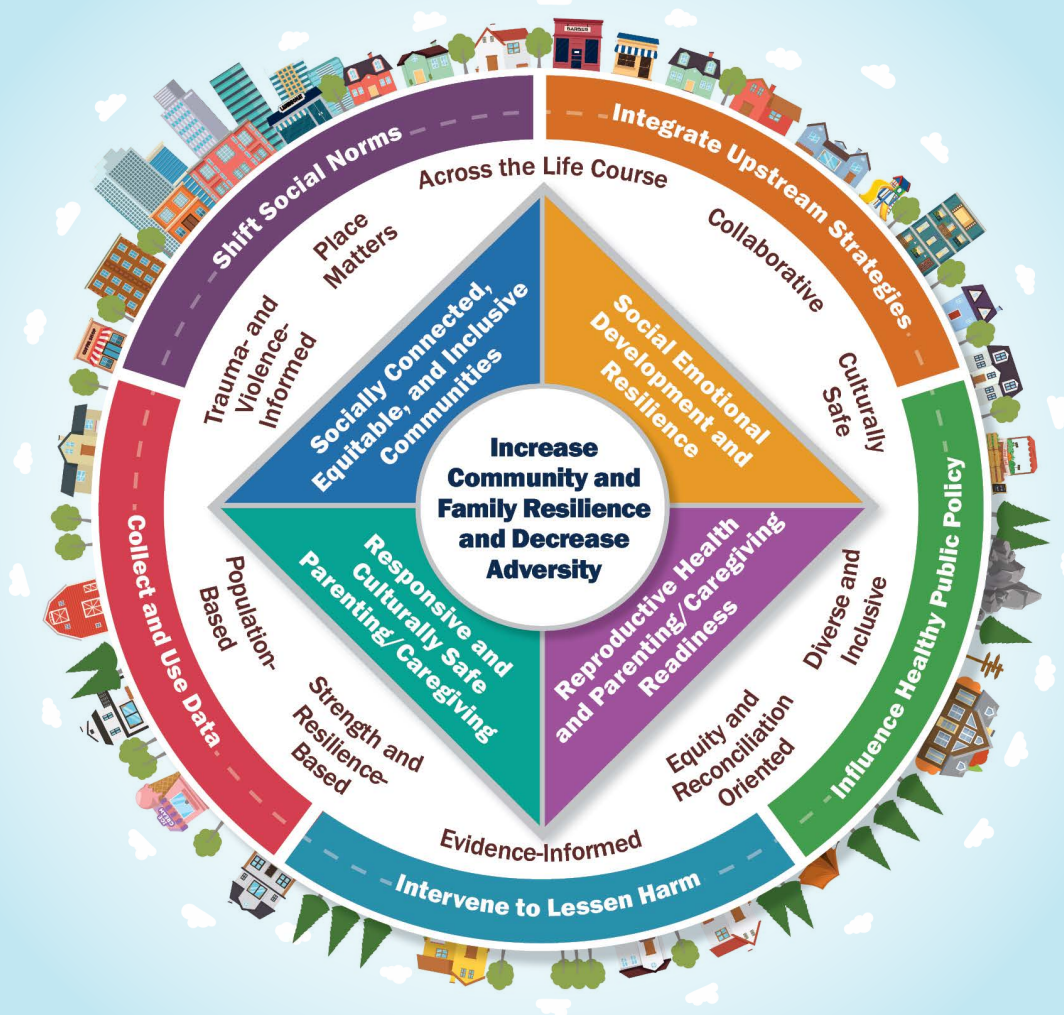 BARBER
Shift Social Norms
Integrate Upstream Strategies
Across the Life Course
Place
Matters
Collaborative
Trauma- and
Violence-
Informed
Culturally
Safe
Socially Connected,
Equitable, and Inclusive
Communities
Social Emotional
Development and
Resilience
Increase
Community and
Family Resilience
and Decrease
Adversity
Responsive and
Culturally Safe
Parenting/Caregiving
Reproductive Health
and Parenting/Caregiving
Readiness
Collect and Use Data
Influence Healthy Public Policy
Population-
Based
Diverse and
Inclusive
Strength and
Resilience-
Based
Equity and
Reconciliation
Oriented
Evidence-Informed
Intervene to Lessen Harm
ICE
CREAM